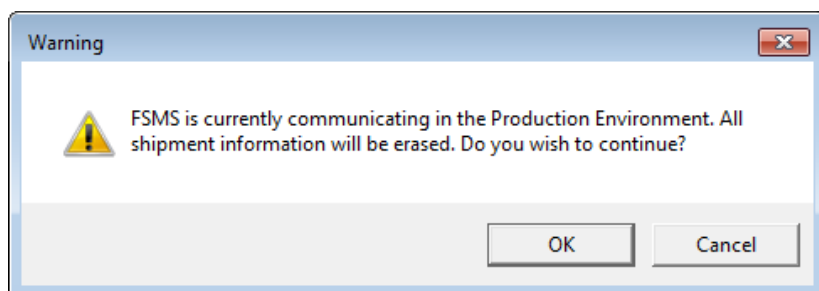 Warning
FSMS is currently communicating in the Production Environment. All
shipment information will be erased. Do you wish to continue?
OK
Cancel